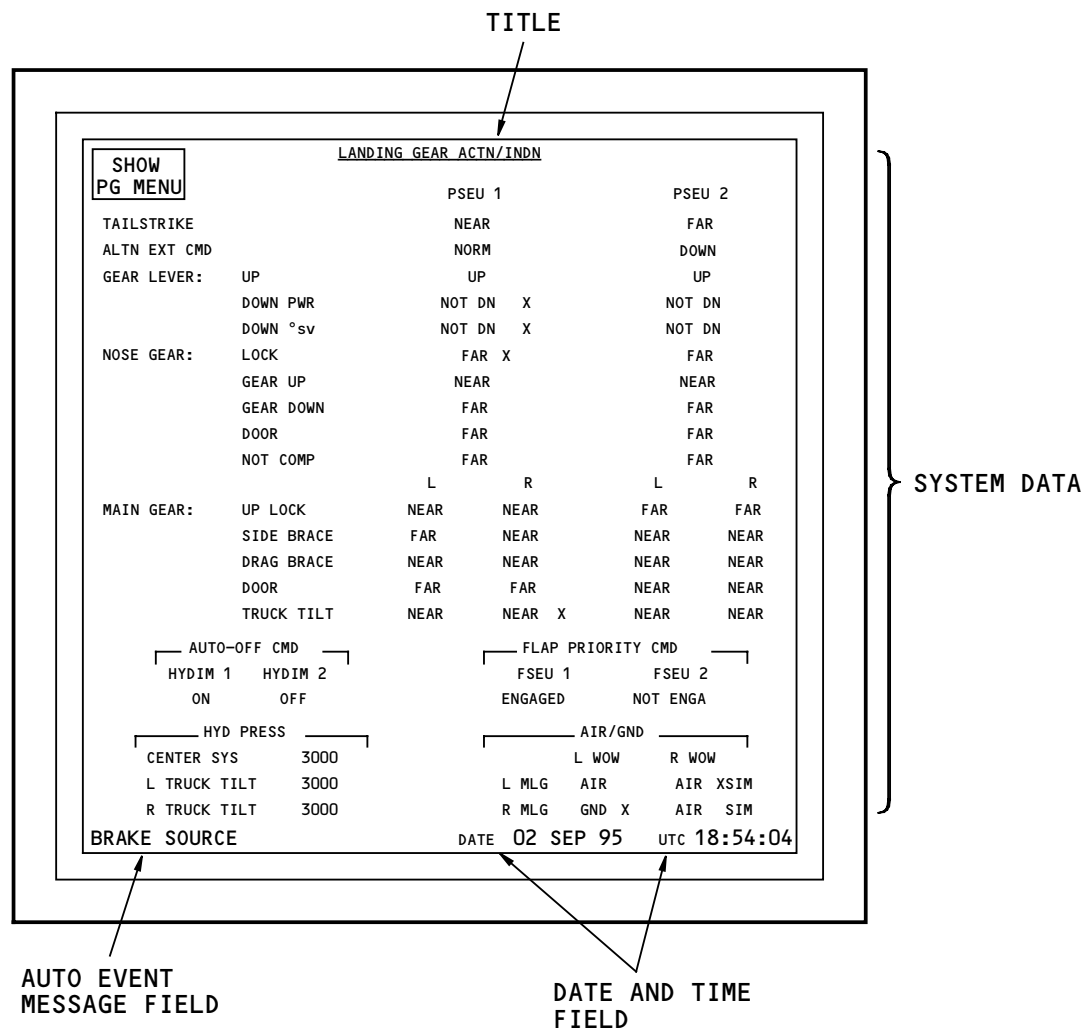 TITLE
SHOW
PG MENU
LANDING GEAR ACTN/INDN
PSEU 1 PSEU 2
TAILSTRIKE NEAR FAR
ALTN EXT CMD NORM DOWN
GEAR LEVER: UP UP UP
DOWN PWR NOT DN X NOT DN
DOWN °sv NOT DN X NOT DN
NOSE GEAR: LOCK FAR X FAR
GEAR UP NEAR NEAR
GEAR DOWN FAR FAR
DOOR FAR FAR
NOT COMP FAR FAR
L R L R
MAIN GEAR: UP LOCK NEAR NEAR FAR FAR
SIDE BRACE FAR NEAR NEAR NEAR
DRAG BRACE NEAR NEAR NEAR NEAR
DOOR FAR FAR NEAR NEAR
TRUCK TILT NEAR NEAR X NEAR NEAR
AUTO-OFF CMD FLAP PRIORITY CMD
HYDIM 1 HYDIM 2 FSEU 1 FSEU 2
ON OFF ENGAGED NOT ENGA
HYD PRESS AIR/GND
L WOW R WOW
CENTER SYS 3000
L TRUCK TILT 3000 L MLG AIR AIR XSIM
R TRUCK TILT 3000 R MLG GND X AIR SIM
BRAKE SOURCE DATE 02 SEP 95 UTC 18:54:04
SYSTEM DATA
AUTO EVENT
MESSAGE FIELD
DATE AND TIME
FIELD